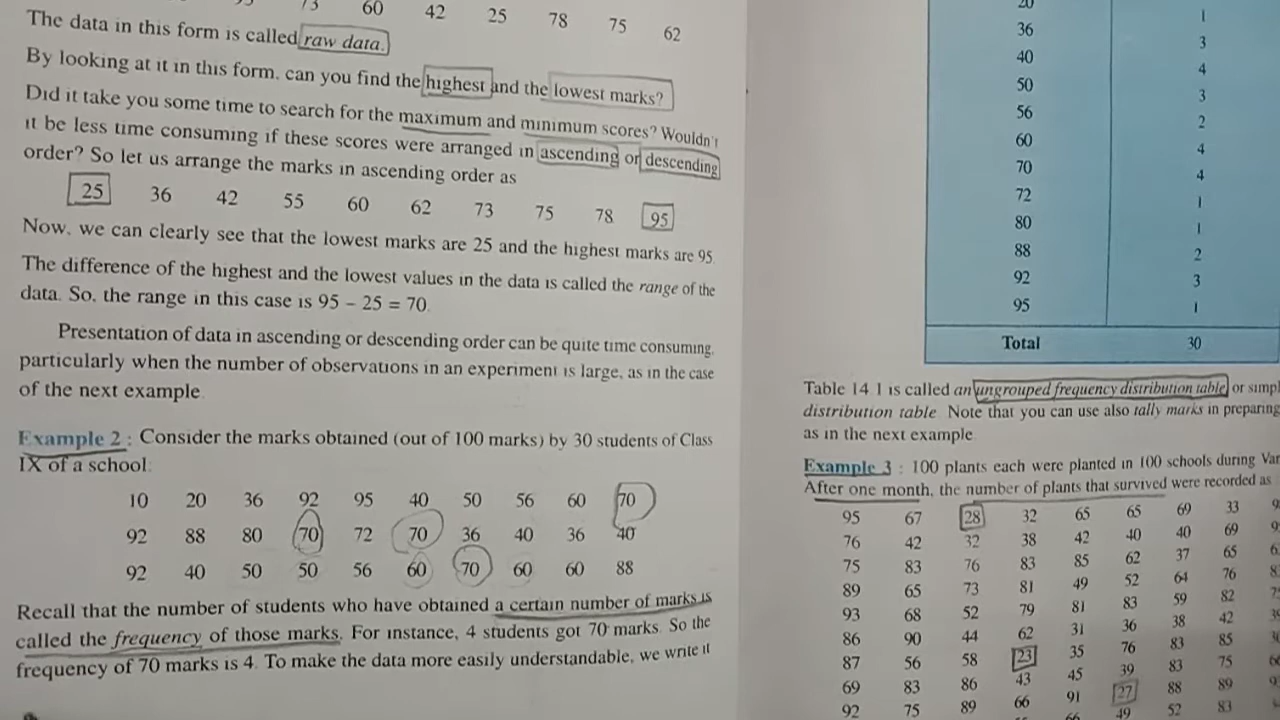 73 60 42 25 78 75 62
The data in this form is called raw data.
By looking at it in this form, can you find the highest and the lowest marks?
Did it take you some time to search for the maximum and minimum scores? Wouldn't
it be less time consuming if these scores were arranged in ascending or descending
order? So let us arrange the marks in ascending order as
25 36 42 55 60 62 73 75 78 95
Now, we can clearly see that the lowest marks are 25 and the highest marks are 95.
The difference of the highest and the lowest values in the data is called the range of the
data. So, the range in this case is 95 – 25 = 70.
Presentation of data in ascending or descending order can be quite time consuming,
particularly when the number of observations in an experiment is large, as in the case
of the next example.
Example 2 : Consider the marks obtained (out of 100 marks) by 30 students of Class
IX of a school:
10 20 36 92 95 40 50 56 60 70
92 88 80 70 72 70 36 40 36 40
92 40 50 50 56 60 70 60 60 88
Recall that the number of students who have obtained a certain number of marks is
called the frequency of those marks. For instance, 4 students got 70 marks. So the
frequency of 70 marks is 4. To make the data more easily understandable, we write it
20 1
36 3
40 4
50 3
56 2
60 4
70 4
72 1
80 1
88 2
92 3
95 1
Total 30
Table 14.1 is called an ungrouped frequency distribution table, or
distribution table. Note that you can use also tally marks in preparing
as in the next example.
Example 3 : 100 plants each were planted in 100 schools during
After one month, the number of plants that survived were recorded as
95 67 28 32 65 65 69 33
76 42 32 38 42 40 40 69
75 83 76 83 85 62 37 65
89 65 73 81 49 52 64 76
93 68 52 79 81 83 59 82
86 90 44 62 31 36 38 42
87 56 58 23 35 76 83 85
69 83 86 43 45 39 83 75
92 75 89 66 91 27 88 89
66 49 52 83